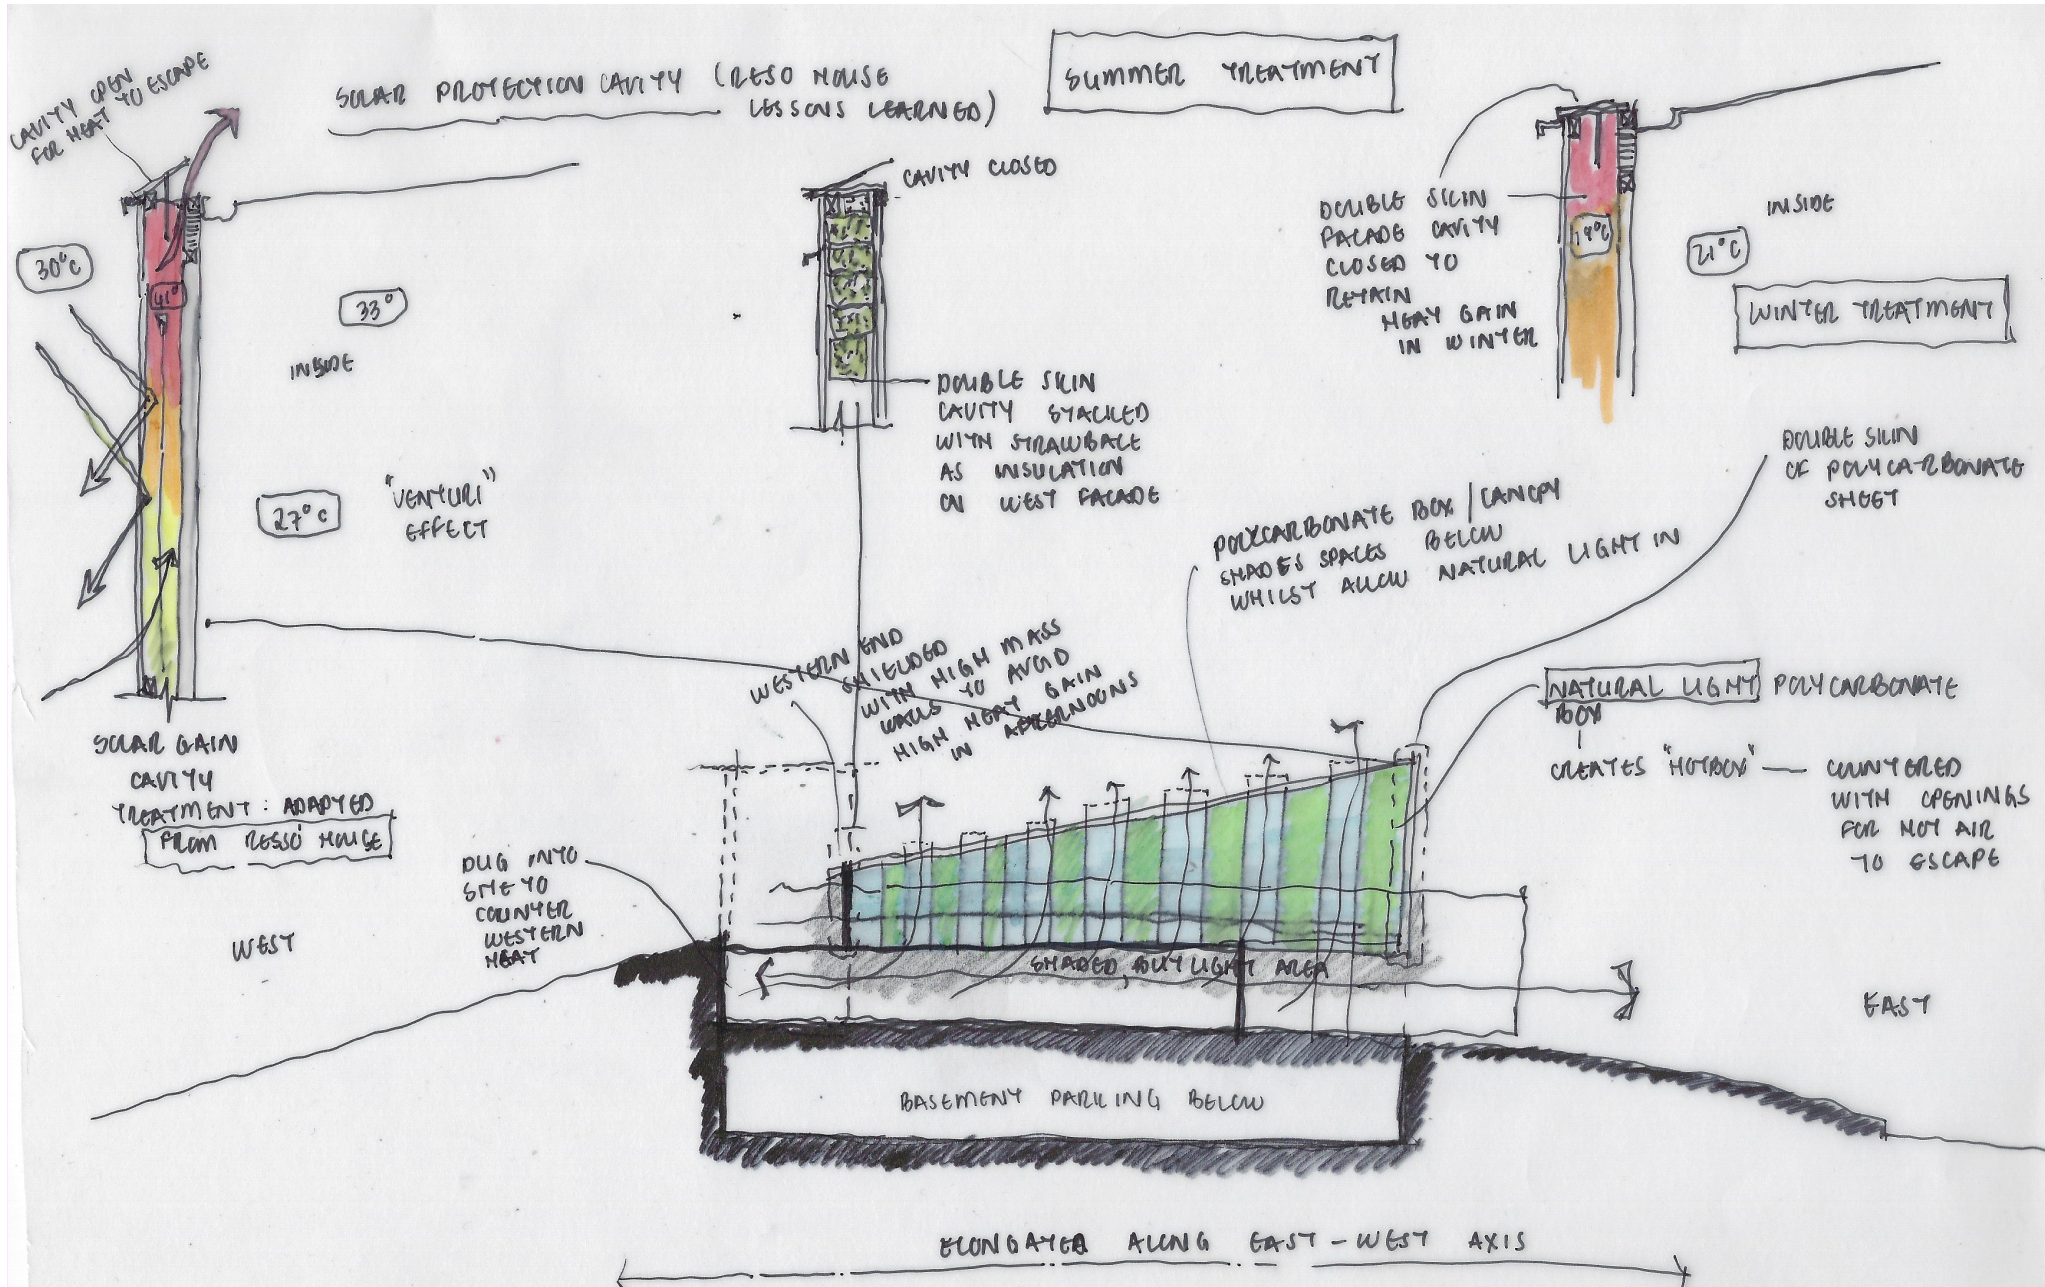 CAVITY OPEN
FOR HEAT TO ESCAPE
SOLAR PROTECTION CAVITY (RESO HOUSE
LESSONS LEARNED)
SUMMER TREATMENT
30°C
41°
33°
INSIDE
27°C
"VENTURI"
EFFECT
SOLAR GAIN
CAVITY
TREATMENT: ADAPTED
FROM RESSO HOUSE
CAVITY CLOSED
DOUBLE SKIN
CAVITY STACKED
WITH STRAWBALE
AS INSULATION
ON WEST FACADE
DOUBLE SKIN
FACADE CAVITY
CLOSED TO
RETAIN
HEAT GAIN
IN WINTER
19°C
INSIDE
21°C
WINTER TREATMENT
DOUBLE SKIN
OF POLYCARBONATE
SHEET
POLYCARBONATE BOX/CANOPY
SHADES SPACES BELOW
WHILST ALLOW NATURAL LIGHT IN
WESTERN END
SHIELDED
WITH HIGH MASS
WALLS TO AVOID
HIGH HEAT GAIN
IN AFTERNOONS
NATURAL LIGHT POLYCARBONATE
BOX
CREATES "HOTBOX" — COUNTERED
WITH OPENINGS
FOR HOT AIR
TO ESCAPE
DUG INTO
SITE TO
COUNTER
WESTERN
HEAT
WEST
SHADED, BUT LIGHT AREA
EAST
BASEMENT PARKING BELOW
ELONGATED ALONG EAST-WEST AXIS